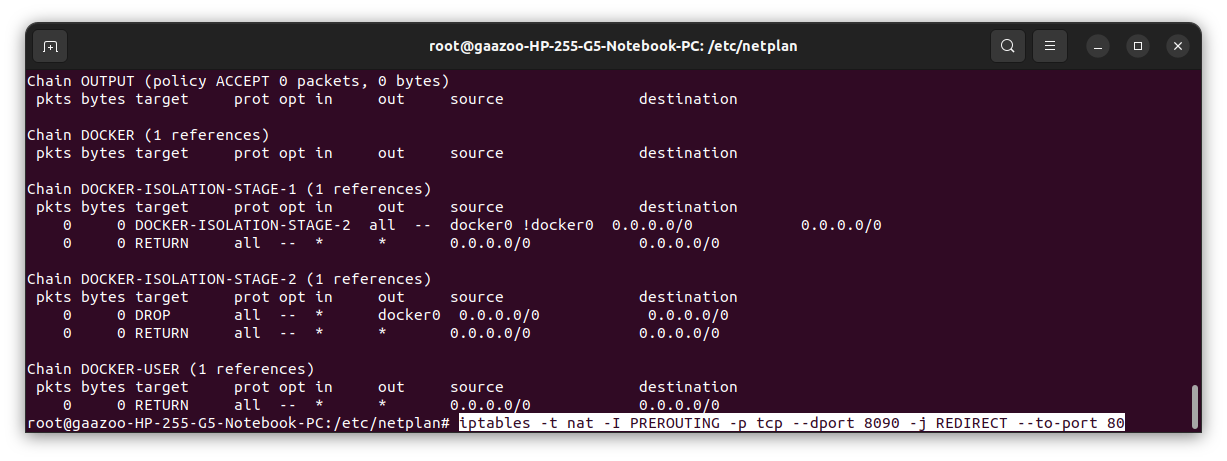 root@gaazoo-HP-255-G5-Notebook-PC: /etc/netplan
Chain OUTPUT (policy ACCEPT 0 packets, 0 bytes)
 pkts bytes target     prot opt in     out     source               destination

Chain DOCKER (1 references)
 pkts bytes target     prot opt in     out     source               destination

Chain DOCKER-ISOLATION-STAGE-1 (1 references)
 pkts bytes target     prot opt in     out     source               destination
    0     0 DOCKER-ISOLATION-STAGE-2  all  --  docker0 !docker0  0.0.0.0/0            0.0.0.0/0
    0     0 RETURN     all  --  *      *       0.0.0.0/0            0.0.0.0/0

Chain DOCKER-ISOLATION-STAGE-2 (1 references)
 pkts bytes target     prot opt in     out     source               destination
    0     0 DROP       all  --  *      docker0  0.0.0.0/0            0.0.0.0/0
    0     0 RETURN     all  --  *      *       0.0.0.0/0            0.0.0.0/0

Chain DOCKER-USER (1 references)
 pkts bytes target     prot opt in     out     source               destination
    0     0 RETURN     all  --  *      *       0.0.0.0/0            0.0.0.0/0
root@gaazoo-HP-255-G5-Notebook-PC:/etc/netplan# iptables -t nat -I PREROUTING -p tcp --dport 8090 -j REDIRECT --to-port 80